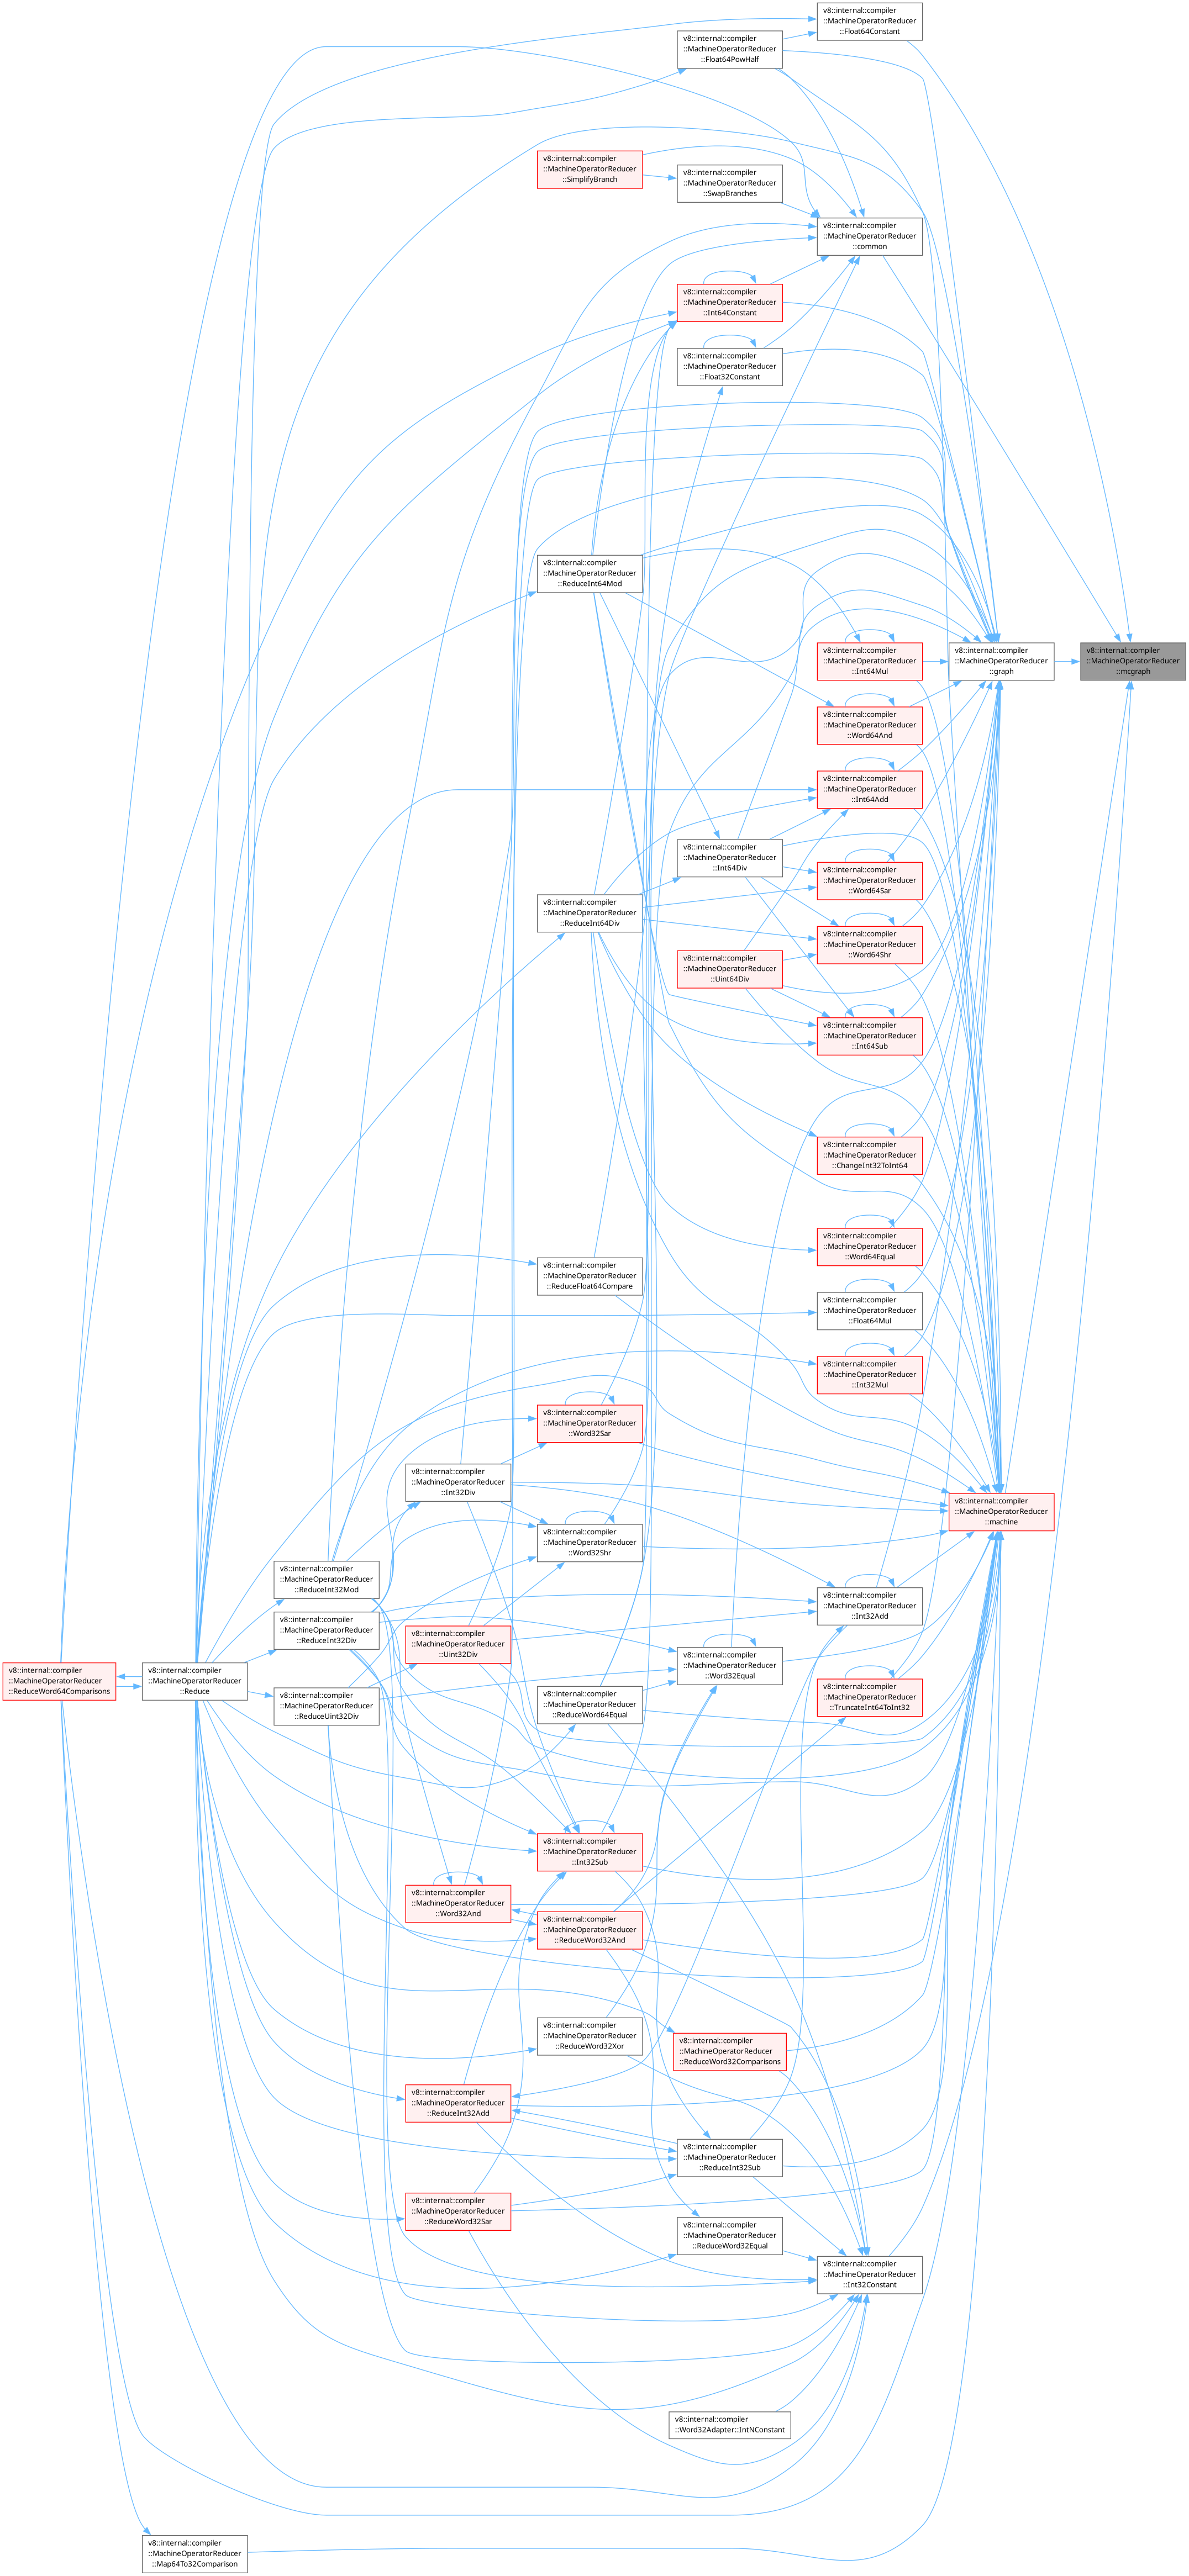 v8::internal::compiler
::MachineOperatorReducer
::Float64Constant
v8::internal::compiler
::MachineOperatorReducer
::Float64PowHalf
v8::internal::compiler
::MachineOperatorReducer
::SimplifyBranch
v8::internal::compiler
::MachineOperatorReducer
::SwapBranches
v8::internal::compiler
::MachineOperatorReducer
::common
v8::internal::compiler
::MachineOperatorReducer
::Int64Constant
v8::internal::compiler
::MachineOperatorReducer
::Float32Constant
v8::internal::compiler
::MachineOperatorReducer
::ReduceInt64Mod
v8::internal::compiler
::MachineOperatorReducer
::Int64Mul
v8::internal::compiler
::MachineOperatorReducer
::graph
v8::internal::compiler
::MachineOperatorReducer
::mcgraph
v8::internal::compiler
::MachineOperatorReducer
::Word64And
v8::internal::compiler
::MachineOperatorReducer
::Int64Add
v8::internal::compiler
::MachineOperatorReducer
::Int64Div
v8::internal::compiler
::MachineOperatorReducer
::Word64Sar
v8::internal::compiler
::MachineOperatorReducer
::ReduceInt64Div
v8::internal::compiler
::MachineOperatorReducer
::Word64Shr
v8::internal::compiler
::MachineOperatorReducer
::Uint64Div
v8::internal::compiler
::MachineOperatorReducer
::Int64Sub
v8::internal::compiler
::MachineOperatorReducer
::ChangeInt32ToInt64
v8::internal::compiler
::MachineOperatorReducer
::Word64Equal
v8::internal::compiler
::MachineOperatorReducer
::ReduceFloat64Compare
v8::internal::compiler
::MachineOperatorReducer
::Float64Mul
v8::internal::compiler
::MachineOperatorReducer
::Int32Mul
v8::internal::compiler
::MachineOperatorReducer
::Word32Sar
v8::internal::compiler
::MachineOperatorReducer
::Int32Div
v8::internal::compiler
::MachineOperatorReducer
::machine
v8::internal::compiler
::MachineOperatorReducer
::Word32Shr
v8::internal::compiler
::MachineOperatorReducer
::ReduceInt32Mod
v8::internal::compiler
::MachineOperatorReducer
::Int32Add
v8::internal::compiler
::MachineOperatorReducer
::ReduceInt32Div
v8::internal::compiler
::MachineOperatorReducer
::Uint32Div
v8::internal::compiler
::MachineOperatorReducer
::Word32Equal
v8::internal::compiler
::MachineOperatorReducer
::ReduceWord64Comparisons
v8::internal::compiler
::MachineOperatorReducer
::Reduce
v8::internal::compiler
::MachineOperatorReducer
::ReduceUint32Div
v8::internal::compiler
::MachineOperatorReducer
::ReduceWord64Equal
v8::internal::compiler
::MachineOperatorReducer
::TruncateInt64ToInt32
v8::internal::compiler
::MachineOperatorReducer
::Int32Sub
v8::internal::compiler
::MachineOperatorReducer
::Word32And
v8::internal::compiler
::MachineOperatorReducer
::ReduceWord32And
v8::internal::compiler
::MachineOperatorReducer
::ReduceWord32Xor
v8::internal::compiler
::MachineOperatorReducer
::ReduceWord32Comparisons
v8::internal::compiler
::MachineOperatorReducer
::ReduceInt32Add
v8::internal::compiler
::MachineOperatorReducer
::ReduceInt32Sub
v8::internal::compiler
::MachineOperatorReducer
::ReduceWord32Sar
v8::internal::compiler
::MachineOperatorReducer
::ReduceWord32Equal
v8::internal::compiler
::MachineOperatorReducer
::Int32Constant
v8::internal::compiler
::Word32Adapter::IntNConstant
v8::internal::compiler
::MachineOperatorReducer
::Map64To32Comparison